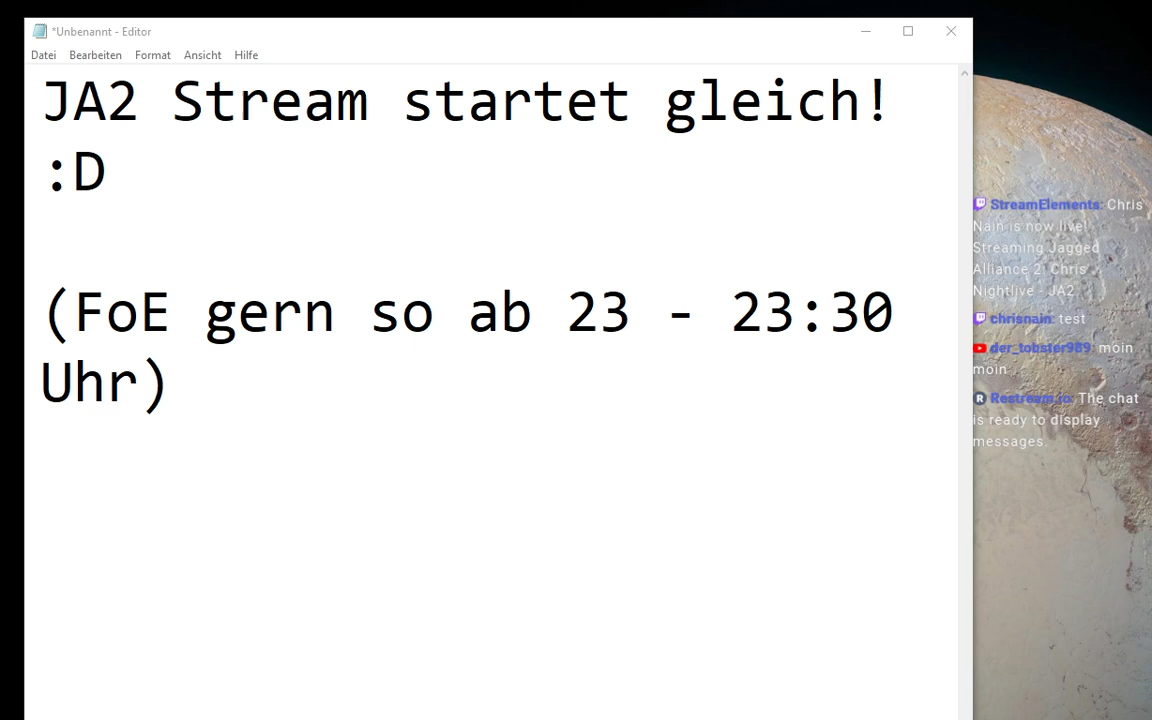 *Unbenannt - Editor
Datei Bearbeiten Format Ansicht Hilfe
JA2 Stream startet gleich!
:D
(FoE gern so ab 23 - 23:30
Uhr)
StreamElements: Chris
Nain is now live!
Streaming Jagged
Alliance 2: Chris
Nightlive - JA2
chrisnain: test
der_tobster989: moin
moin
Restream.io: The chat
is ready to display
messages.